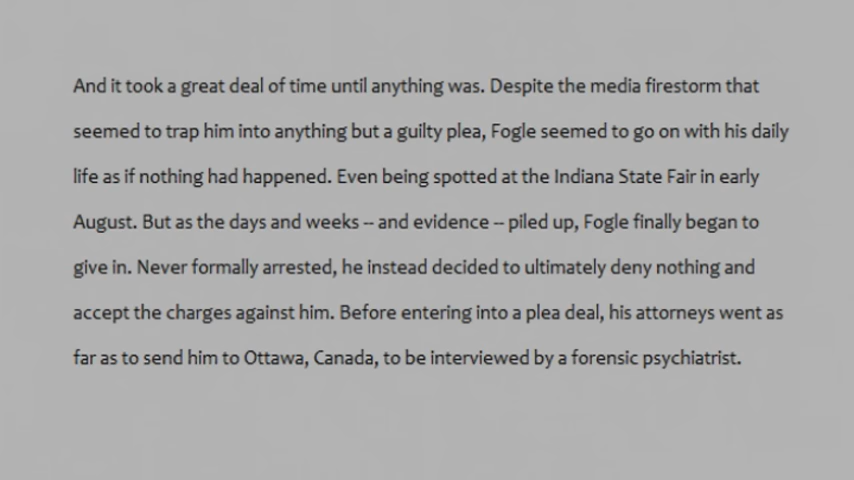 And it took a great deal of time until anything was. Despite the media firestorm that
seemed to trap him into anything but a guilty plea, Fogle seemed to go on with his daily
life as if nothing had happened. Even being spotted at the Indiana State Fair in early
August. But as the days and weeks -- and evidence -- piled up, Fogle finally began to
give in. Never formally arrested, he instead decided to ultimately deny nothing and
accept the charges against him. Before entering into a plea deal, his attorneys went as
far as to send him to Ottawa, Canada, to be interviewed by a forensic psychiatrist.